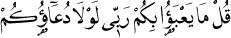 قُلْ مَا يَعْبَؤُا بِكُمْ رَبِّى لَوْلَا دُعَآؤُكُمْ